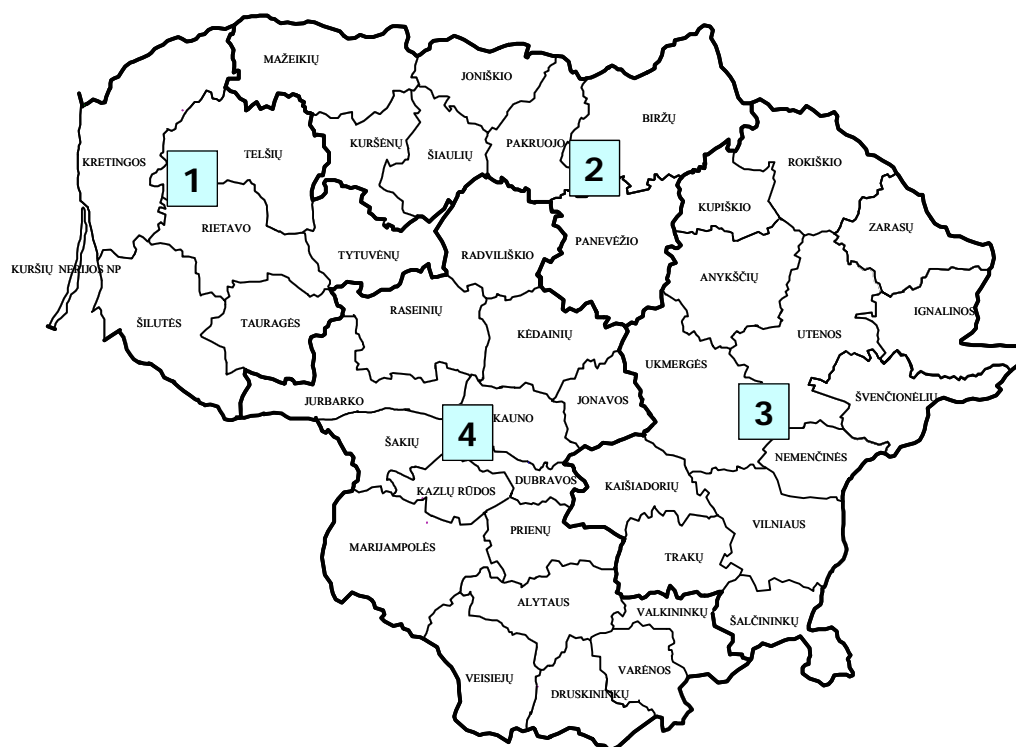 MAŽEIKIŲ
JONIŠKIO
BIRŽŲ
KURŠĖNŲ
PAKRUOJO
TELŠIŲ
ŠIAULIŲ
KRETINGOS
ROKIŠKIO
1
2
KUPIŠKIO
RIETAVO
ZARASŲ
PANEVĖŽIO
TYTUVĖNŲ
RADVILIŠKIO
KURŠIŲ NERIJOS NP
ANYKŠČIŲ
RASEINIŲ
IGNALINOS
ŠILUTĖS
TAURAGĖS
KĖDAINIŲ
UTENOS
UKMERGĖS
ŠVENČIONĖLIŲ
JURBARKO
JONAVOS
3
KAUNO
4
ŠAKIŲ
NEMENČINĖS
DUBRAVOS
KAIŠIADORIŲ
KAZLŲ RŪDOS
VILNIAUS
PRIENŲ
MARIJAMPOLĖS
TRAKŲ
ALYTAUS
VALKININKŲ
ŠALČININKŲ
VARĖNOS
VEISIEJŲ
DRUSKININKŲ